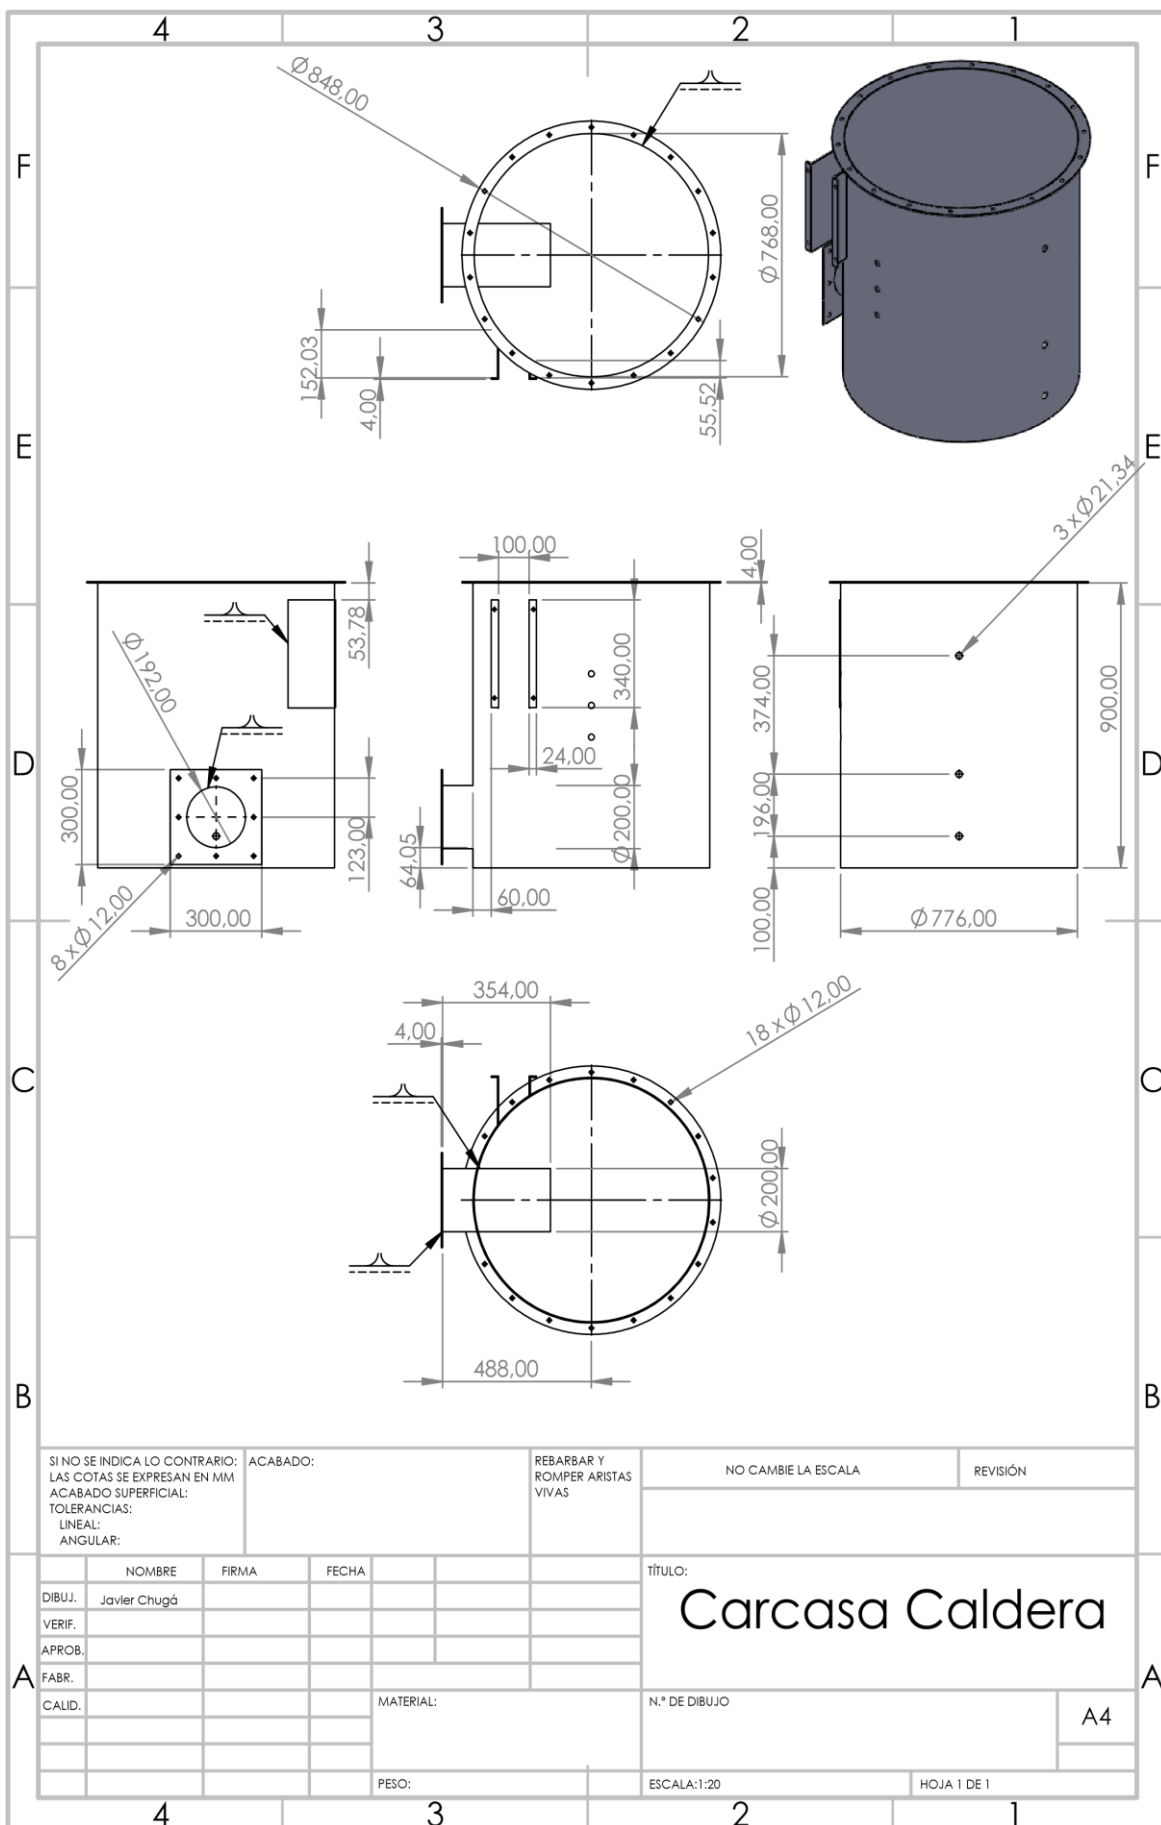 4 3 2 1
F F
Ø848,00
Ø768,00
152,03
4,00
55,52
E E
3 x Ø21,34
100,00
4,00
53,78
Ø192,00
340,00
374,00
900,00
D D
24,00
300,00
123,00
Ø200,00
196,00
64,05
60,00
100,00
8 x Ø12,00
300,00
Ø776,00
354,00
18 x Ø12,00
4,00
C C
Ø200,00
488,00
B B
SI NO SE INDICA LO CONTRARIO:
LAS COTAS SE EXPRESAN EN MM
ACABADO SUPERFICIAL:
TOLERANCIAS:
LINEAL:
ANGULAR:
ACABADO:
REBARBAR Y
ROMPER ARISTAS
VIVAS
NO CAMBIE LA ESCALA
REVISIÓN
NOMBRE FIRMA FECHA
DIBUJ. Javier Chugá
VERIF.
APROB.
FABR.
CALID.
TÍTULO:
Carcasa Caldera
A A
MATERIAL:
N.º DE DIBUJO
A4
PESO:
ESCALA:1:20
HOJA 1 DE 1
4 3 2 1